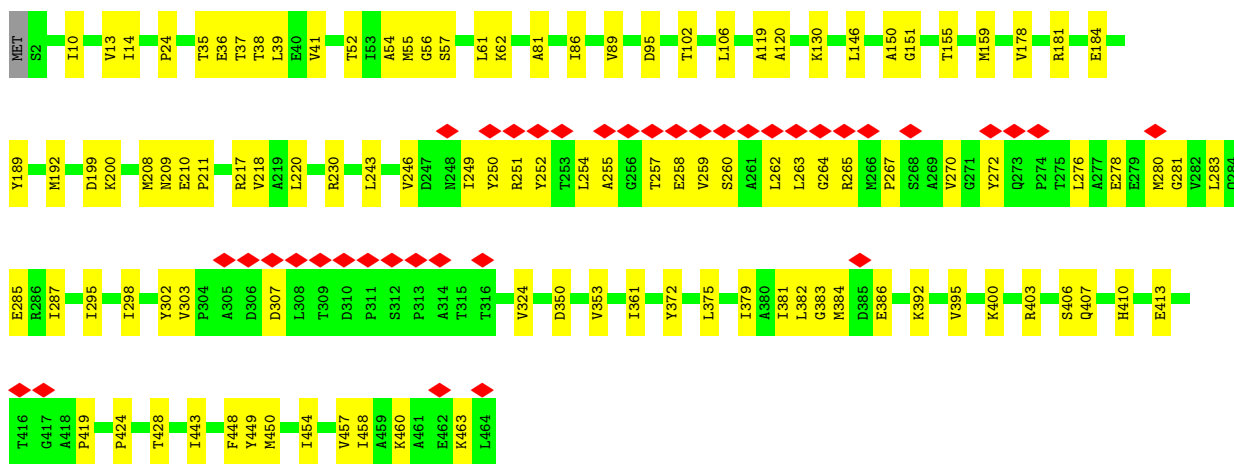 MET S2 I10 V13 I14 P24 T35 E36 T37 T38 L39 E40 V41 T52 I53 A54 M55 G56 S57 L61 K62 A81 I86 V89 D95 T102 L106 A119 A120 K130 L146 A150 G151 T155 M159 V178 R181 E184
Y189 M192 D199 K200 M208 N209 E210 P211 R217 V218 A219 L220 R230 L243 V246 D247 N248 I249 Y250 R251 Y252 T253 L254 A255 G256 T257 E258 V259 S260 A261 L262 L263 G264 R265 M266 P267 S268 A269 V270 G271 Y272 Q273 P274 T275 L276 A277 E278 E279 M280 G281 V282 L283 Q284
E285 R286 I287 I295 I298 Y302 V303 P304 A305 D306 D307 L308 T309 D310 P311 S312 P313 A314 T315 T316 V324 D350 V353 I361 Y372 L375 I379 A380 I381 L382 G383 M384 D385 E386 K392 V395 K400 R403 S406 Q407 H410 E413
T416 G417 A418 P419 P424 T428 I443 F448 Y449 M450 I454 V457 I458 A459 K460 A461 E462 K463 L464